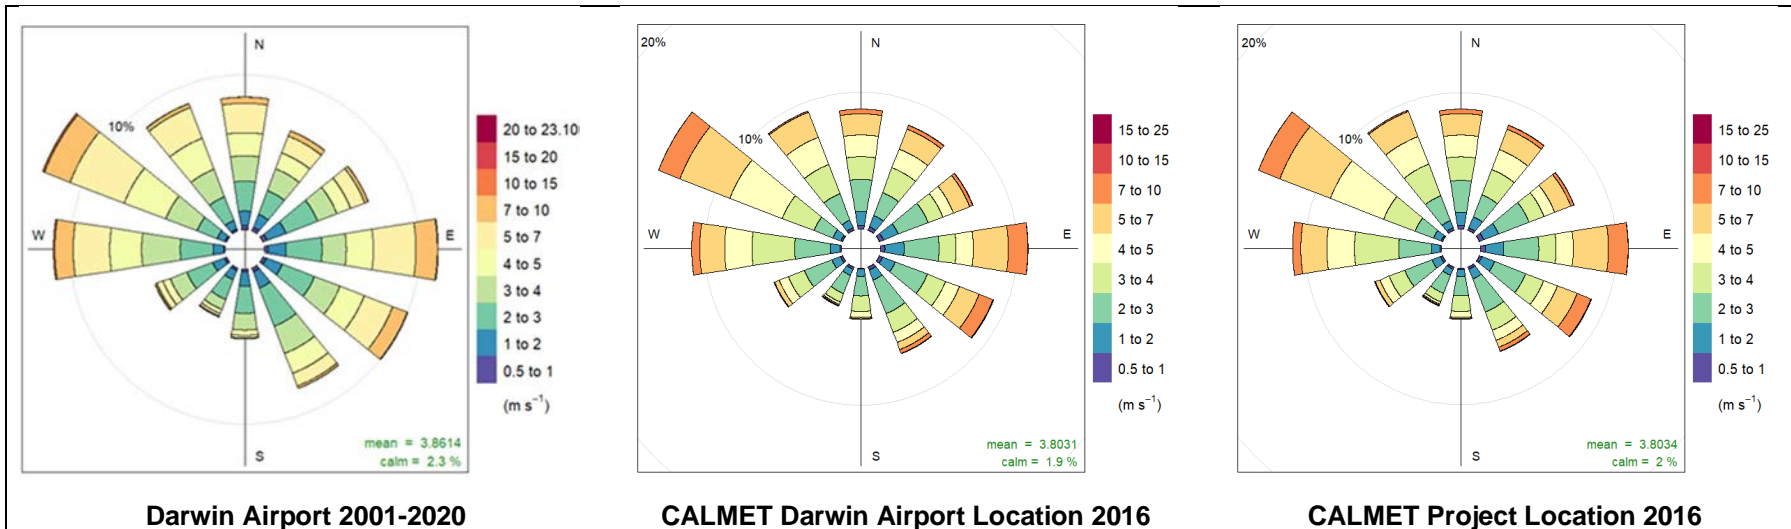 N
10%
W
E
S
20 to 23.10
15 to 20
10 to 15
7 to 10
5 to 7
4 to 5
3 to 4
2 to 3
1 to 2
0.5 to 1
(m s⁻¹)
mean = 3.8614
calm = 2.3 %
Darwin Airport 2001-2020
20%
N
10%
W
E
S
15 to 25
10 to 15
7 to 10
5 to 7
4 to 5
3 to 4
2 to 3
1 to 2
0.5 to 1
(m s⁻¹)
mean = 3.8031
calm = 1.9 %
CALMET Darwin Airport Location 2016
20%
N
10%
W
E
S
15 to 25
10 to 15
7 to 10
5 to 7
4 to 5
3 to 4
2 to 3
1 to 2
0.5 to 1
(m s⁻¹)
mean = 3.8034
calm = 2 %
CALMET Project Location 2016